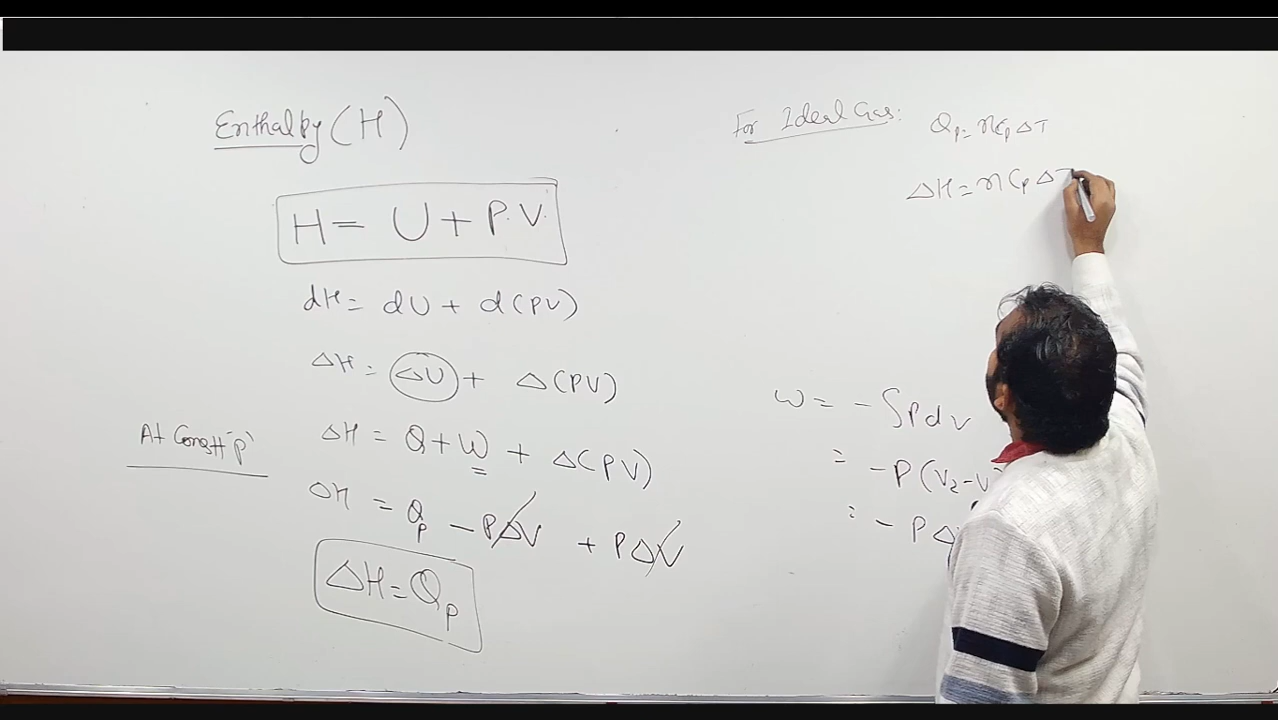 Enthalpy (H)
H = U + P.V.
dH = dU + d(PV)
ΔH = ΔU + Δ(PV)
At Constt "p"
ΔH = Q + W + Δ(PV)
ΔH = Qp - PΔV + PΔV
ΔH = Qp
For Ideal Gas:
Qp = nCpΔT
ΔH = nCpΔT
W = - ∫PdV
= -P(V2-V
= - PΔ